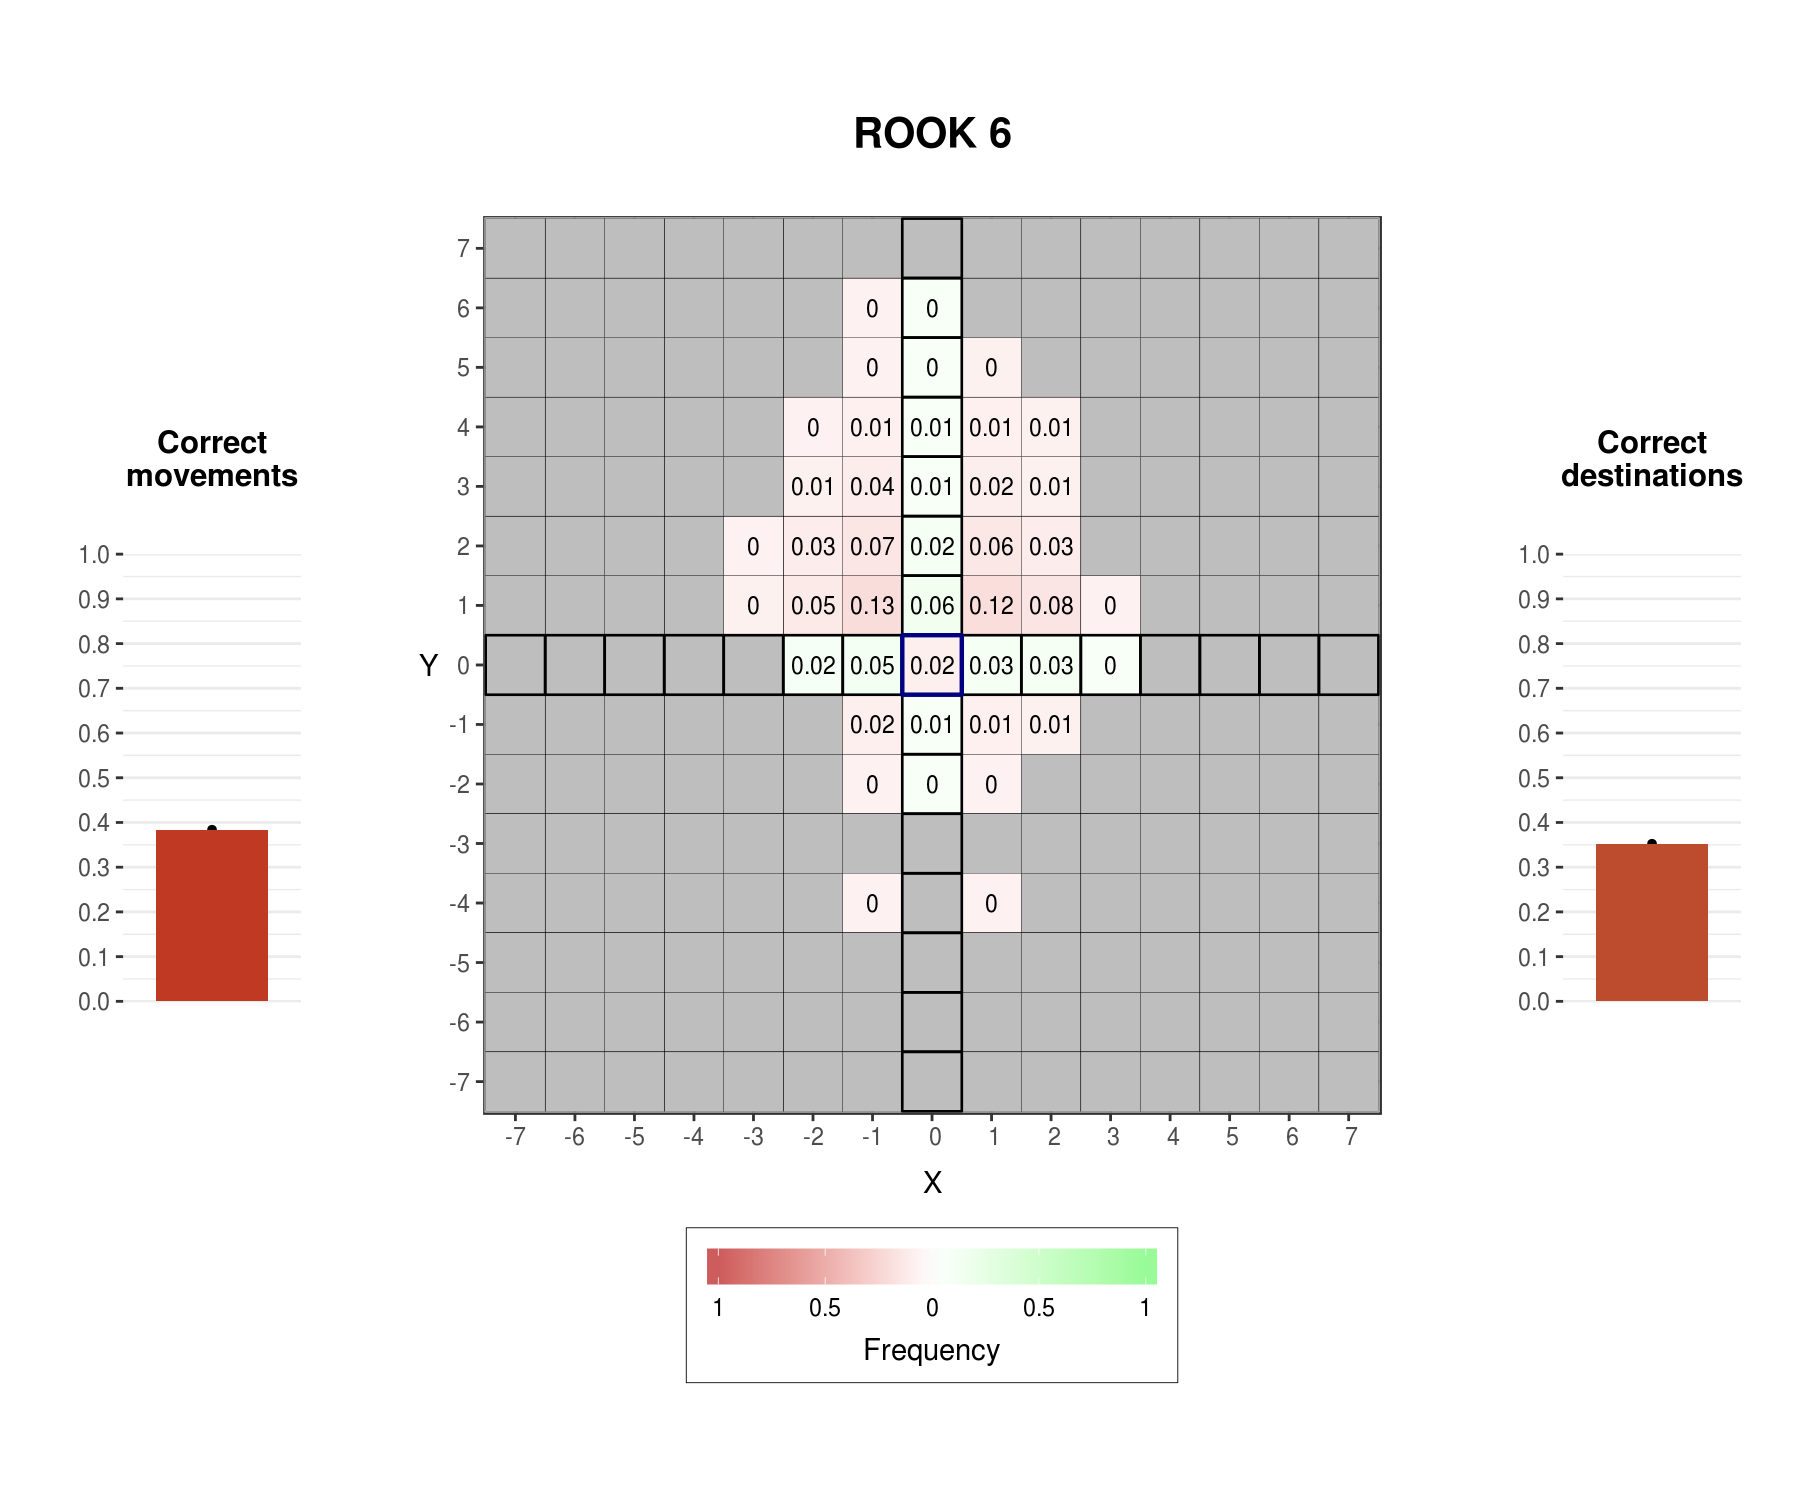 ROOK 6
Correct
movements
1.0
0.9
0.8
0.7
0.6
0.5
0.4
0.3
0.2
0.1
0.0
Y
7
6 0 0
5 0 0 0
4 0 0.01 0.01 0.01 0.01
3 0.01 0.04 0.01 0.02 0.01
2 0 0.03 0.07 0.02 0.06 0.03
1 0 0.05 0.13 0.06 0.12 0.08 0
0 0.02 0.05 0.02 0.03 0.03 0
-1 0.02 0.01 0.01 0.01
-2 0 0 0
-3
-4 0 0
-5
-6
-7
-7 -6 -5 -4 -3 -2 -1 0 1 2 3 4 5 6 7
X
1 0.5 0 0.5 1
Frequency
Correct
destinations
1.0
0.9
0.8
0.7
0.6
0.5
0.4
0.3
0.2
0.1
0.0